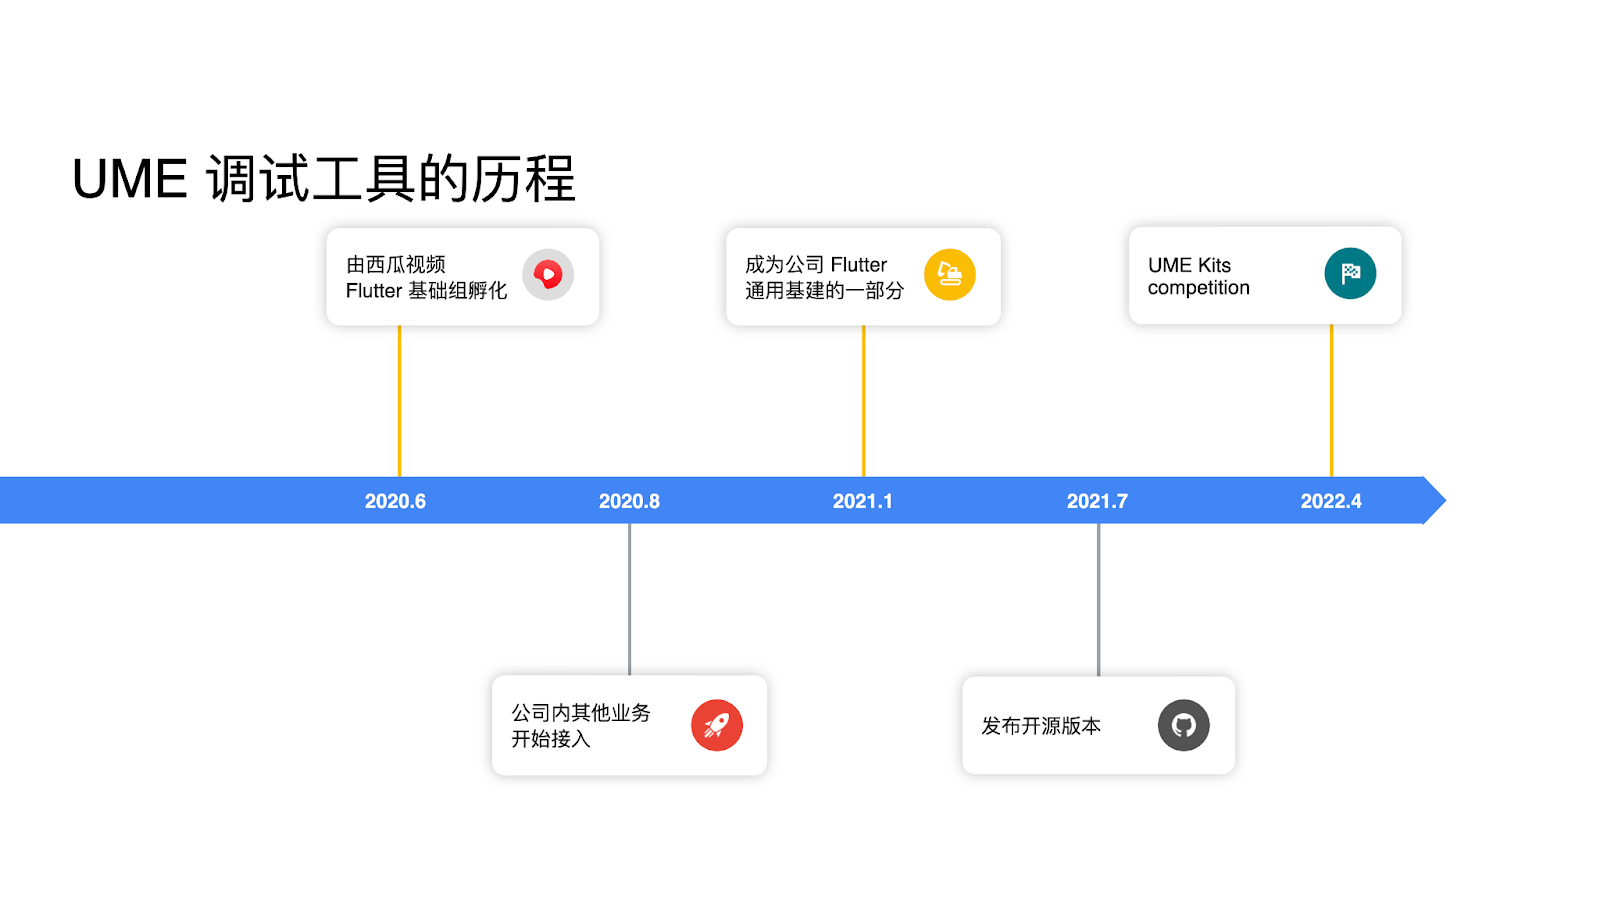 UME 调试工具的历程
由西瓜视频
Flutter 基础组孵化
成为公司 Flutter
通用基建的一部分
UME Kits
competition
2020.6
2020.8
2021.1
2021.7
2022.4
公司内其他业务
开始接入
发布开源版本